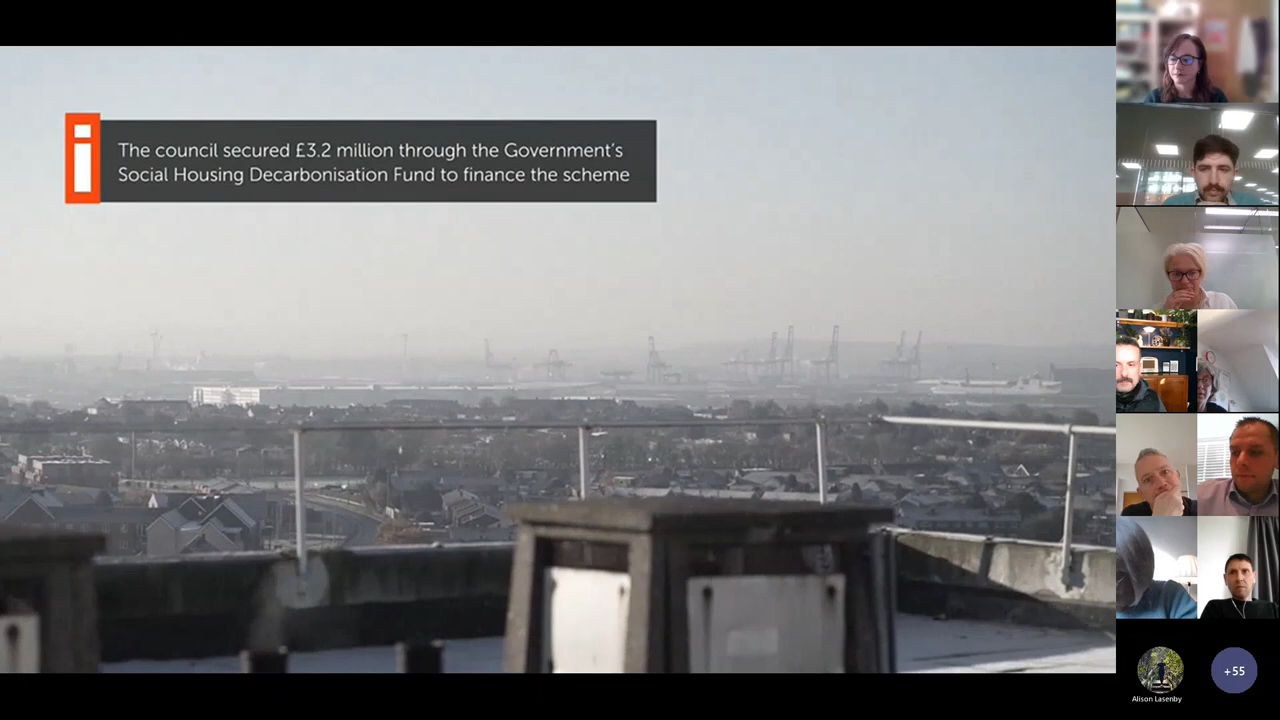 The council secured £3.2 million through the Government's
Social Housing Decarbonisation Fund to finance the scheme
Alison Lasenby
+55